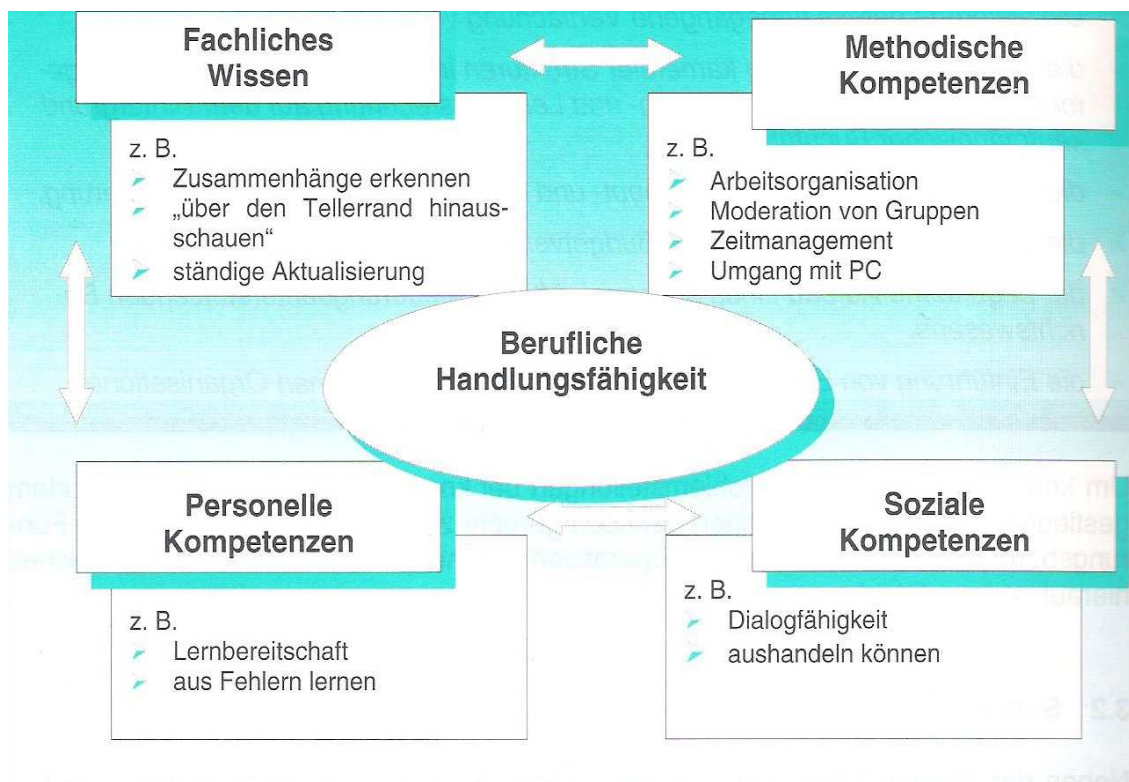 Fachliches
Wissen
z. B.
Zusammenhänge erkennen
„über den Tellerrand hinaus-
schauen“
ständige Aktualisierung
Methodische
Kompetenzen
z. B.
Arbeitsorganisation
Moderation von Gruppen
Zeitmanagement
Umgang mit PC
Berufliche
Handlungsfähigkeit
Personelle
Kompetenzen
z. B.
Lernbereitschaft
aus Fehlern lernen
Soziale
Kompetenzen
z. B.
Dialogfähigkeit
aushandeln können